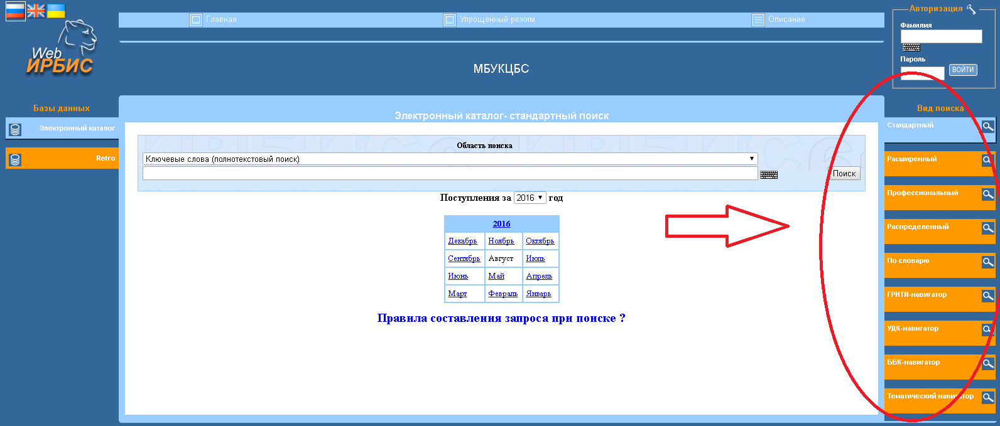 Главная
Упрощенный режим
Описание
Авторизация
Web
ИРБИС
Фамилия
Пароль
ВОЙТИ
МБУКЦБС
Базы данных
Электронный каталог
Retro
Электронный каталог- стандартный поиск
Область поиска
Ключевые слова (полнотекстовый поиск)
Поиск
Поступления за 2016 год
2016
Декабрь Ноябрь Октябрь
Сентябрь Август Июль
Июнь Май Апрель
Март Февраль Январь
Правила составления запроса при поиске ?
Вид поиска
Стандартный
Расширенный
Профессиональный
Распределенный
По словарю
ГРНТИ-навигатор
УДК-навигатор
ББК-навигатор
Тематический навигатор